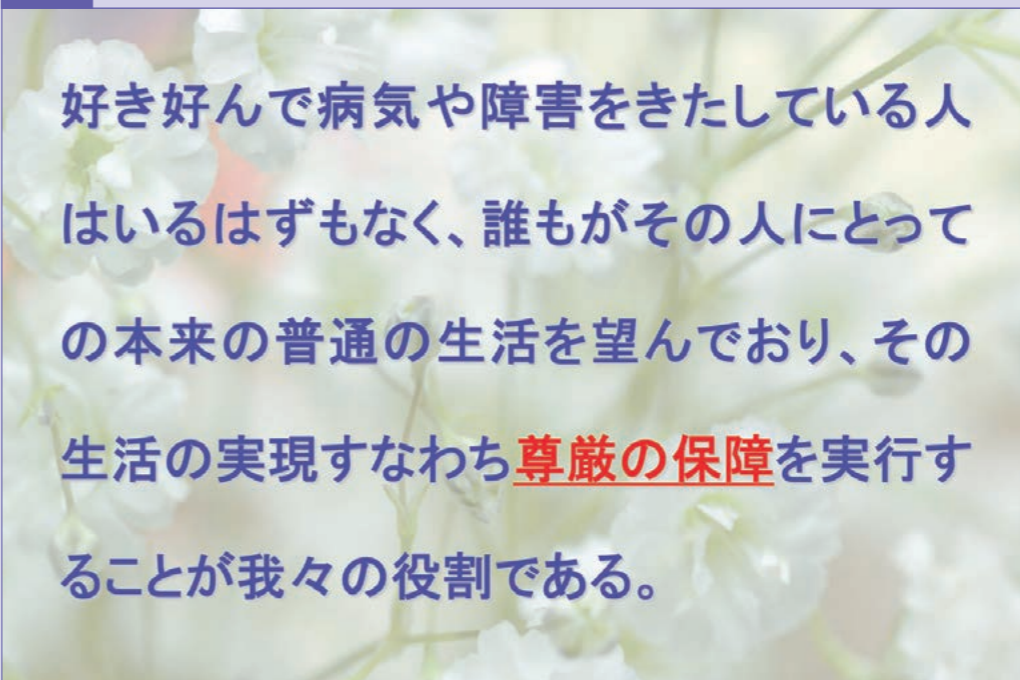 好き好んで病気や障害をきたしている人
はいるはずもなく、誰もがその人にとって
の本来の普通の生活を望んでおり、その
生活の実現すなわち尊厳の保障を実行す
ることが我々の役割である。